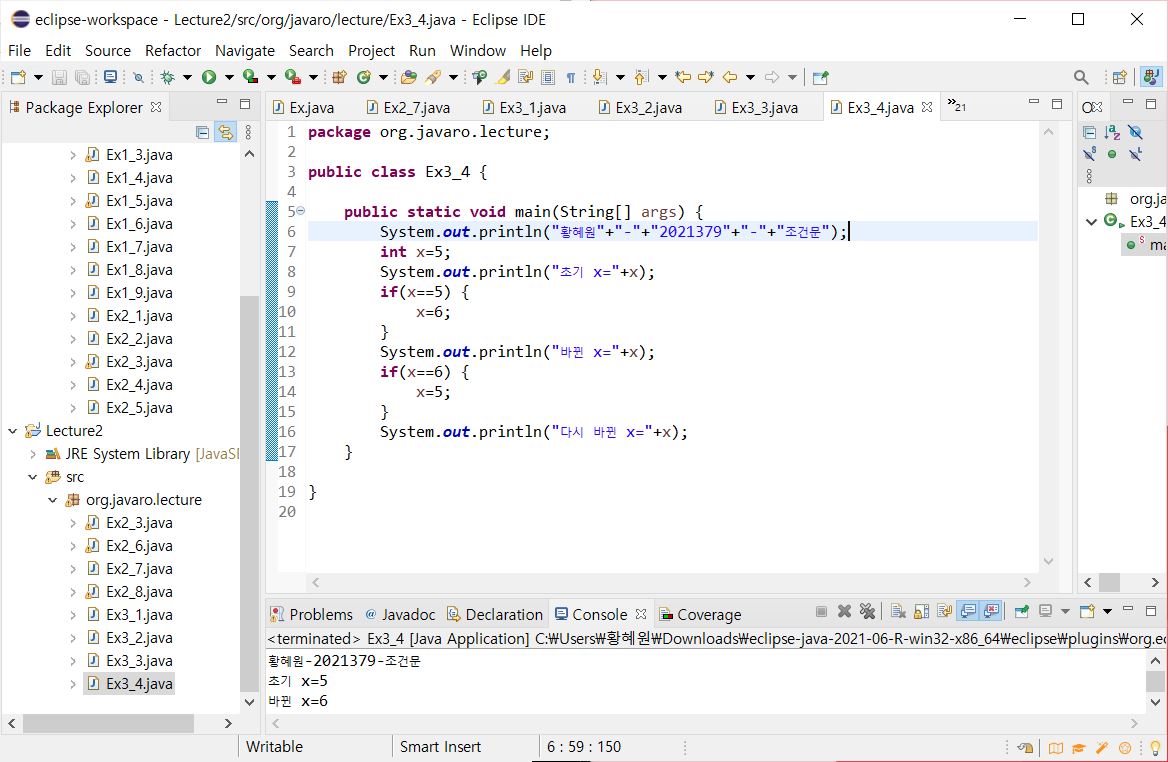 eclipse-workspace - Lecture2/src/org/javaro/lecture/Ex3_4.java - Eclipse IDE
File Edit Source Refactor Navigate Search Project Run Window Help
Package Explorer
Ex1_3.java
Ex1_4.java
Ex1_5.java
Ex1_6.java
Ex1_7.java
Ex1_8.java
Ex1_9.java
Ex2_1.java
Ex2_2.java
Ex2_3.java
Ex2_4.java
Ex2_5.java
Lecture2
JRE System Library [JavaSE
src
org.javaro.lecture
Ex2_3.java
Ex2_6.java
Ex2_7.java
Ex2_8.java
Ex3_1.java
Ex3_2.java
Ex3_3.java
Ex3_4.java
Ex.java Ex2_7.java Ex3_1.java Ex3_2.java Ex3_3.java Ex3_4.java »21
1 package org.javaro.lecture;
2
3 public class Ex3_4 {
4
5 public static void main(String[] args) {
6 System.out.println("황혜원"+"-"+"2021379"+"-"+"조건문");
7 int x=5;
8 System.out.println("초기 x="+x);
9 if(x==5) {
10 x=6;
11 }
12 System.out.println("바뀐 x="+x);
13 if(x==6) {
14 x=5;
15 }
16 System.out.println("다시 바뀐 x="+x);
17 }
18
19 }
20
org.ja
Ex3_4
ma
Problems @ Javadoc Declaration Console Coverage
<terminated> Ex3_4 [Java Application] C:₩Users₩황혜원₩Downloads₩eclipse-java-2021-06-R-win32-x86_64₩eclipse₩plugins₩org.ec
황혜원-2021379-조건문
초기 x=5
바뀐 x=6
Writable Smart Insert 6 : 59 : 150